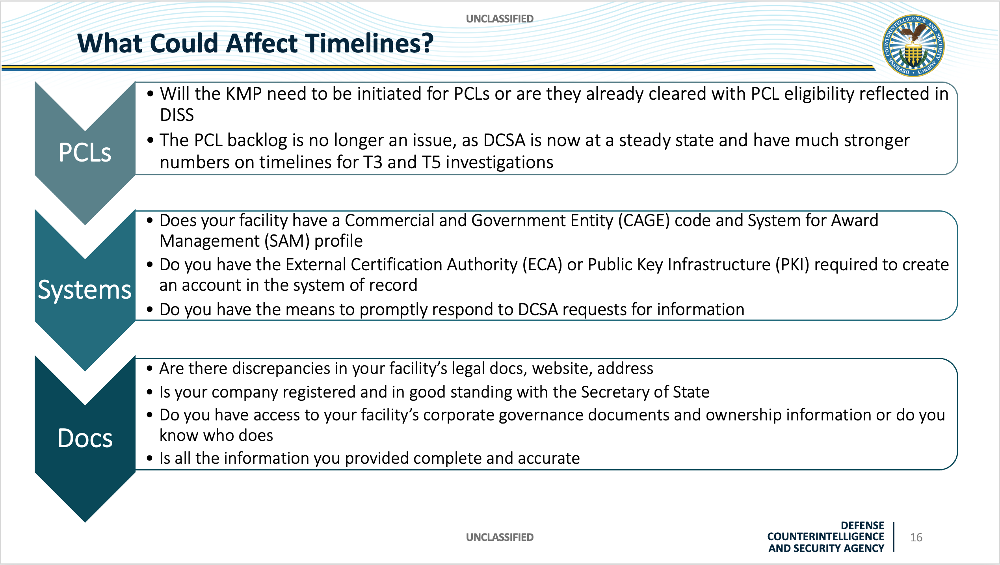 UNCLASSIFIED
What Could Affect Timelines?
DEFENSE COUNTERINTELLIGENCE AND SECURITY AGENCY
PCLs
• Will the KMP need to be initiated for PCLs or are they already cleared with PCL eligibility reflected in
DISS
• The PCL backlog is no longer an issue, as DCSA is now at a steady state and have much stronger
numbers on timelines for T3 and T5 investigations
Systems
• Does your facility have a Commercial and Government Entity (CAGE) code and System for Award
Management (SAM) profile
• Do you have the External Certification Authority (ECA) or Public Key Infrastructure (PKI) required to create
an account in the system of record
• Do you have the means to promptly respond to DCSA requests for information
Docs
• Are there discrepancies in your facility’s legal docs, website, address
• Is your company registered and in good standing with the Secretary of State
• Do you have access to your facility’s corporate governance documents and ownership information or do you
know who does
• Is all the information you provided complete and accurate
UNCLASSIFIED
DEFENSE
COUNTERINTELLIGENCE
AND SECURITY AGENCY
16